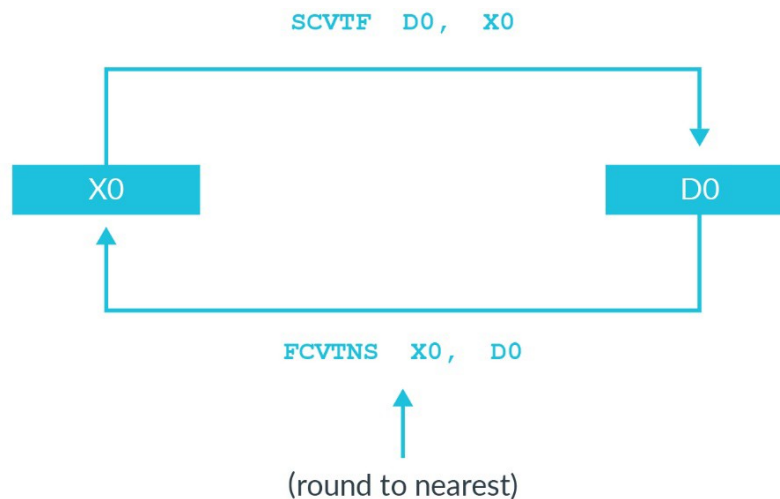 SCVTF D0, X0
X0
D0
FCVTNS X0, D0
(round to nearest)